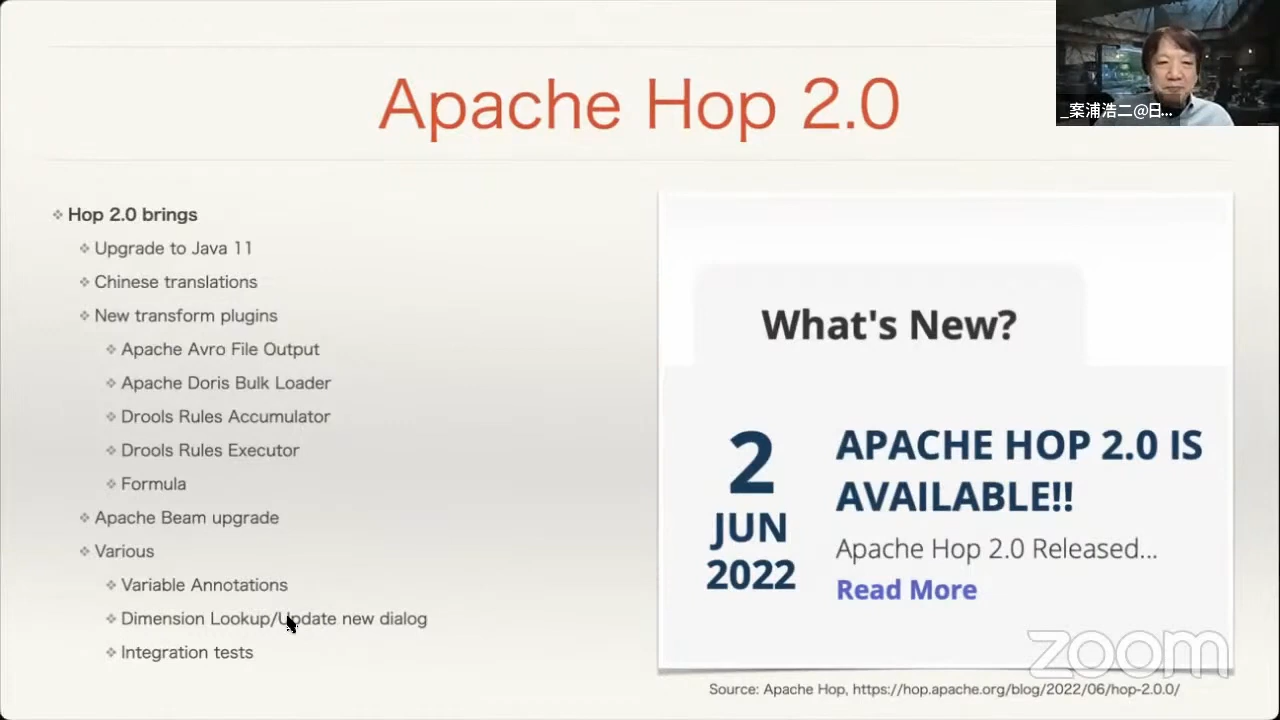 Apache Hop 2.0
_案浦浩二@日...
Hop 2.0 brings
Upgrade to Java 11
Chinese translations
New transform plugins
Apache Avro File Output
Apache Doris Bulk Loader
Drools Rules Accumulator
Drools Rules Executor
Formula
Apache Beam upgrade
Various
Variable Annotations
Dimension Lookup/Update new dialog
Integration tests
What's New?
2
JUN
2022
APACHE HOP 2.0 IS
AVAILABLE!!
Apache Hop 2.0 Released...
Read More
zoom
Source: Apache Hop, https://hop.apache.org/blog/2022/06/hop-2.0.0/